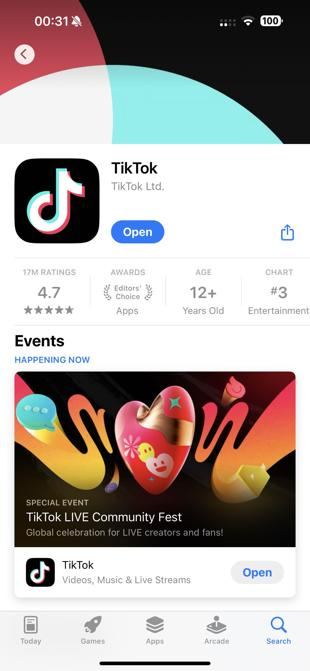 00:31
100
TikTok
TikTok Ltd.
Open
17M RATINGS
4.7
AWARDS
Editors'
Choice
Apps
AGE
12+
Years Old
CHART
#3
Entertainment
Events
HAPPENING NOW
SPECIAL EVENT
TikTok LIVE Community Fest
Global celebration for LIVE creators and fans!
TikTok
Videos, Music & Live Streams
Open
Today
Games
Apps
Arcade
Search